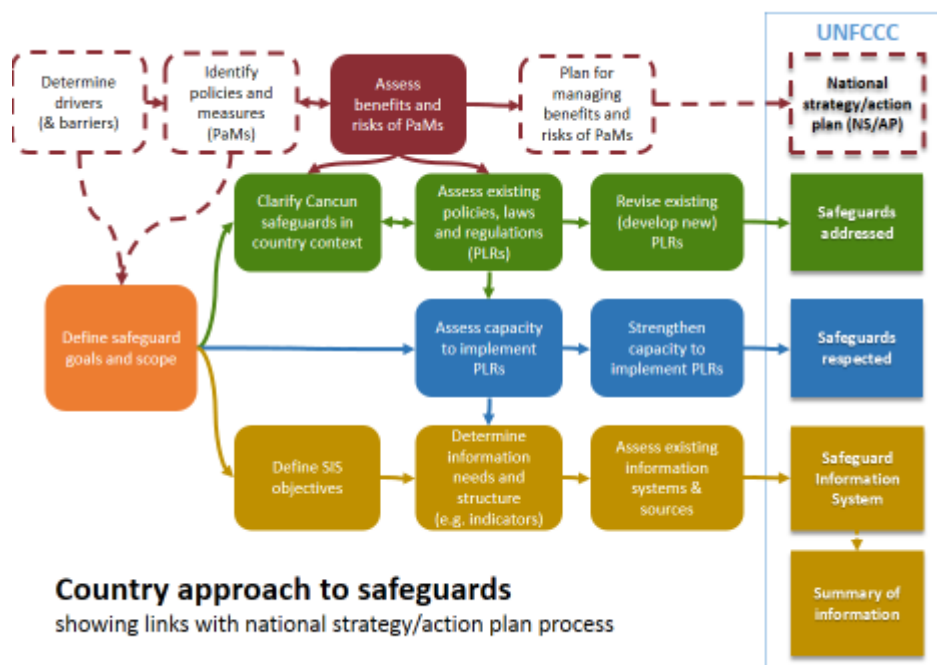 UNFCCC
Determine
drivers
(& barriers)
Identify
policies and
measures
(PaMs)
Assess
benefits and
risks of PaMs
Plan for
managing
benefits and
risks of PaMs
National
strategy/action
plan (NS/AP)
Clarify Cancun
safeguards in
country context
Assess existing
policies, laws
and regulations
(PLRs)
Revise existing
(develop new)
PLRs
Safeguards
addressed
Define safeguard
goals and scope
Assess capacity
to implement
PLRs
Strengthen
capacity to
implement PLRs
Safeguards
respected
Define SIS
objectives
Determine
information
needs and
structure
(e.g. indicators)
Assess existing
information
systems &
sources
Safeguard
Information
System
Summary of
information
Country approach to safeguards
showing links with national strategy/action plan process